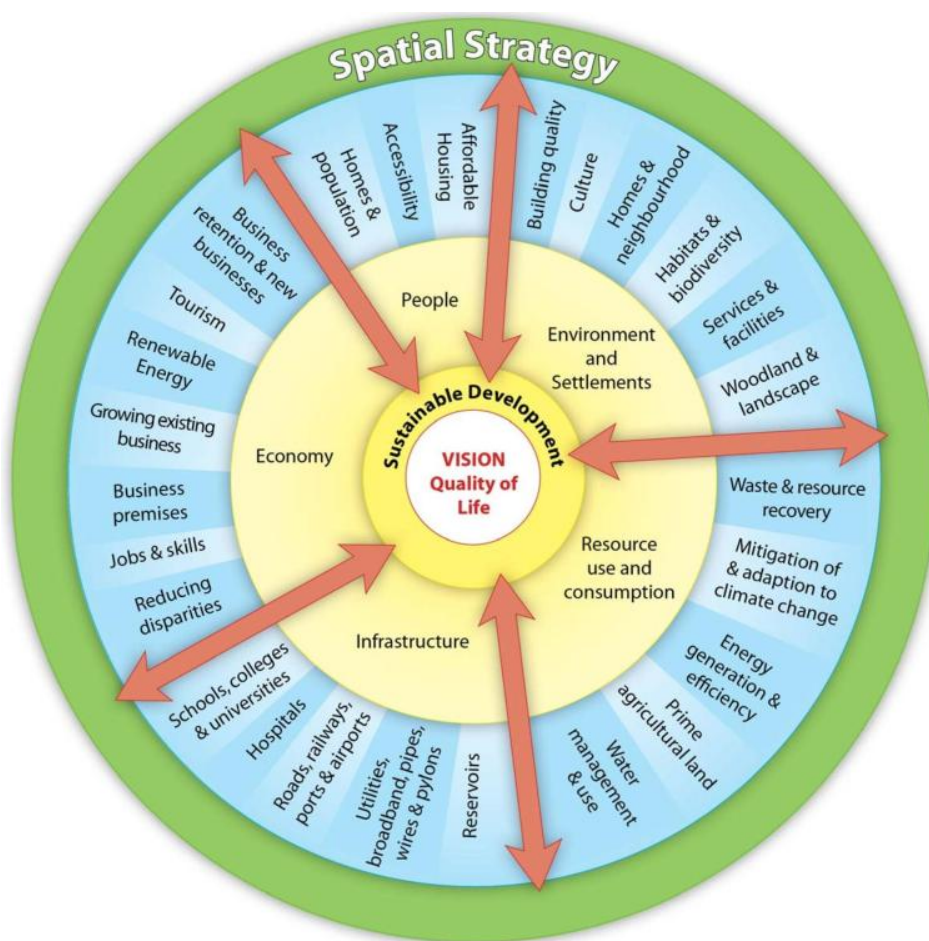 Spatial Strategy
Building quality
Culture
Homes &
neighbourhood
Habitats &
biodiversity
Services &
facilities
Woodland &
landscape
Waste & resource
recovery
Mitigation of
& adaption to
climate change
Energy
generation &
efficiency
Prime
agricultural land
Water
management
& use
Reservoirs
Utilities,
broadband, pipes,
wires & pylons
Roads, railways,
ports & airports
Hospitals
Schools, colleges
& universities
Reducing
disparities
Jobs & skills
Business
premises
Growing existing
business
Renewable
Energy
Tourism
Business
retention & new
businesses
Homes &
population
Accessibility
Affordable
Housing
People
Environment
and
Settlements
Resource
use and
consumption
Infrastructure
Economy
Sustainable Development
VISION
Quality of
Life